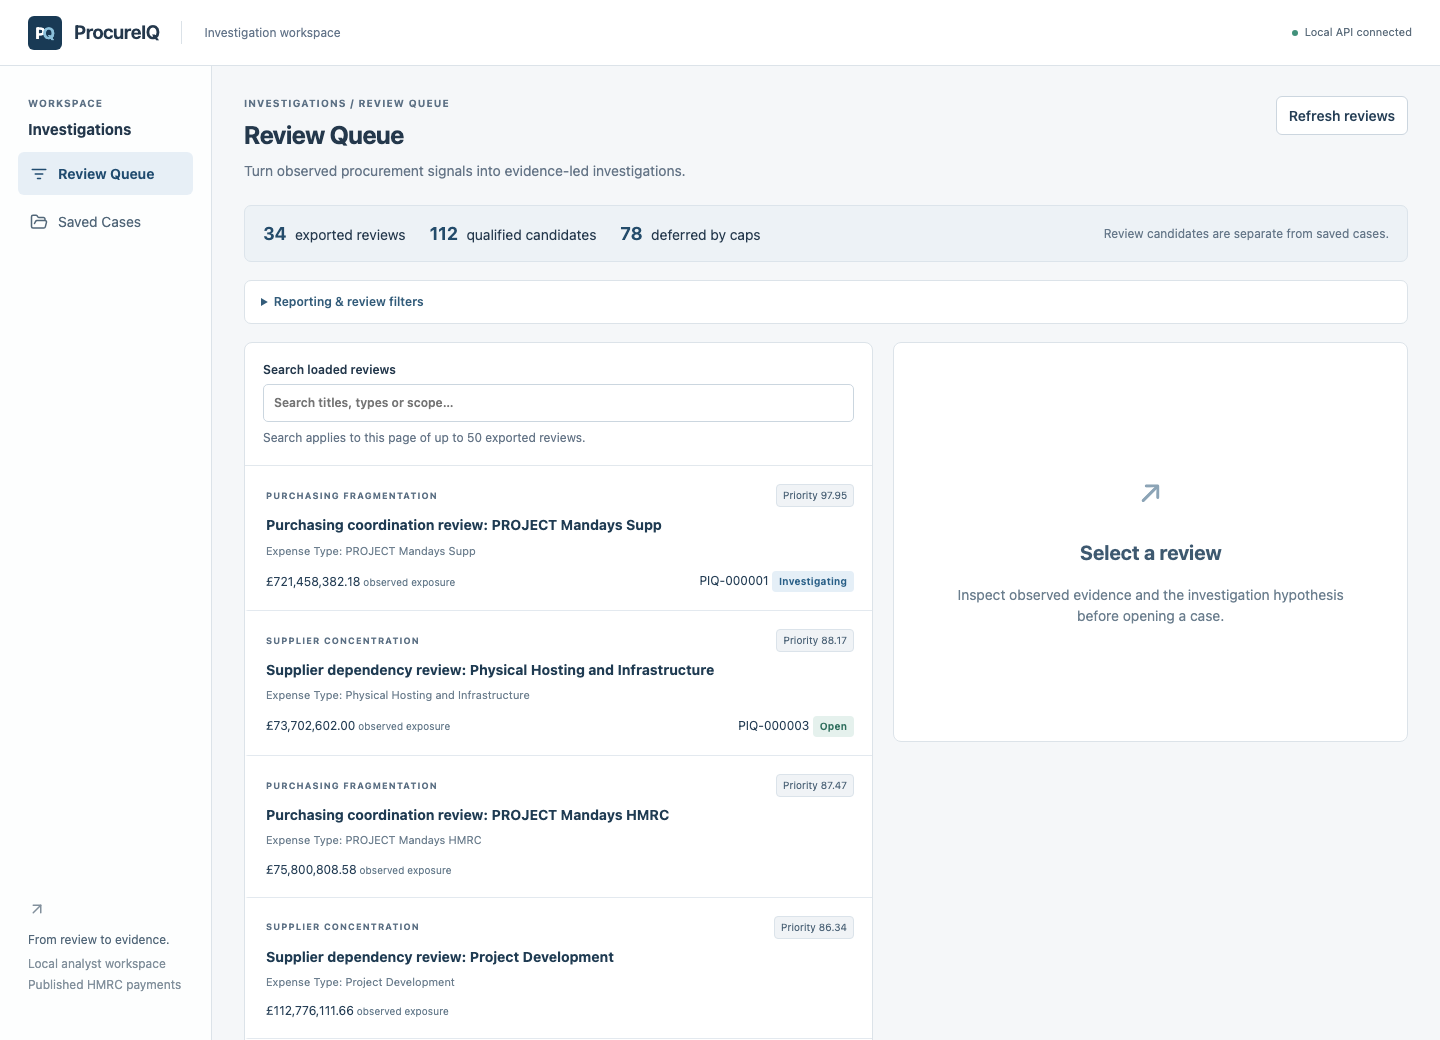 PQ ProcureIQ Investigation workspace Local API connected
WORKSPACE
Investigations
Review Queue
Saved Cases
From review to evidence.
Local analyst workspace
Published HMRC payments
INVESTIGATIONS / REVIEW QUEUE
Review Queue
Refresh reviews
Turn observed procurement signals into evidence-led investigations.
34 exported reviews 112 qualified candidates 78 deferred by caps Review candidates are separate from saved cases.
Reporting & review filters
Search loaded reviews
Search titles, types or scope...
Search applies to this page of up to 50 exported reviews.
PURCHASING FRAGMENTATION Priority 97.95
Purchasing coordination review: PROJECT Mandays Supp
Expense Type: PROJECT Mandays Supp
£721,458,382.18 observed exposure PIQ-000001 Investigating
SUPPLIER CONCENTRATION Priority 88.17
Supplier dependency review: Physical Hosting and Infrastructure
Expense Type: Physical Hosting and Infrastructure
£73,702,602.00 observed exposure PIQ-000003 Open
PURCHASING FRAGMENTATION Priority 87.47
Purchasing coordination review: PROJECT Mandays HMRC
Expense Type: PROJECT Mandays HMRC
£75,800,808.58 observed exposure
SUPPLIER CONCENTRATION Priority 86.34
Supplier dependency review: Project Development
Expense Type: Project Development
£112,776,111.66 observed exposure
Select a review
Inspect observed evidence and the investigation hypothesis
before opening a case.